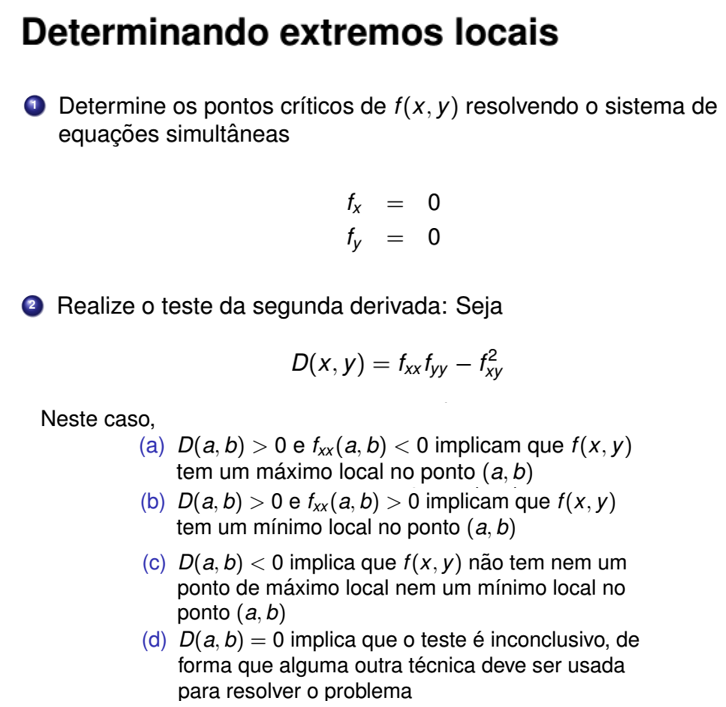 Determinando extremos locais
1 Determine os pontos críticos de f(x, y) resolvendo o sistema de
equações simultâneas
f_x = 0
f_y = 0
2 Realize o teste da segunda derivada: Seja
D(x, y) = f_{xx}f_{yy} − f_{xy}^2
Neste caso,
(a) D(a, b) > 0 e f_{xx}(a, b) < 0 implicam que f(x, y)
tem um máximo local no ponto (a, b)
(b) D(a, b) > 0 e f_{xx}(a, b) > 0 implicam que f(x, y)
tem um mínimo local no ponto (a, b)
(c) D(a, b) < 0 implica que f(x, y) não tem nem um
ponto de máximo local nem um mínimo local no
ponto (a, b)
(d) D(a, b) = 0 implica que o teste é inconclusivo, de
forma que alguma outra técnica deve ser usada
para resolver o problema